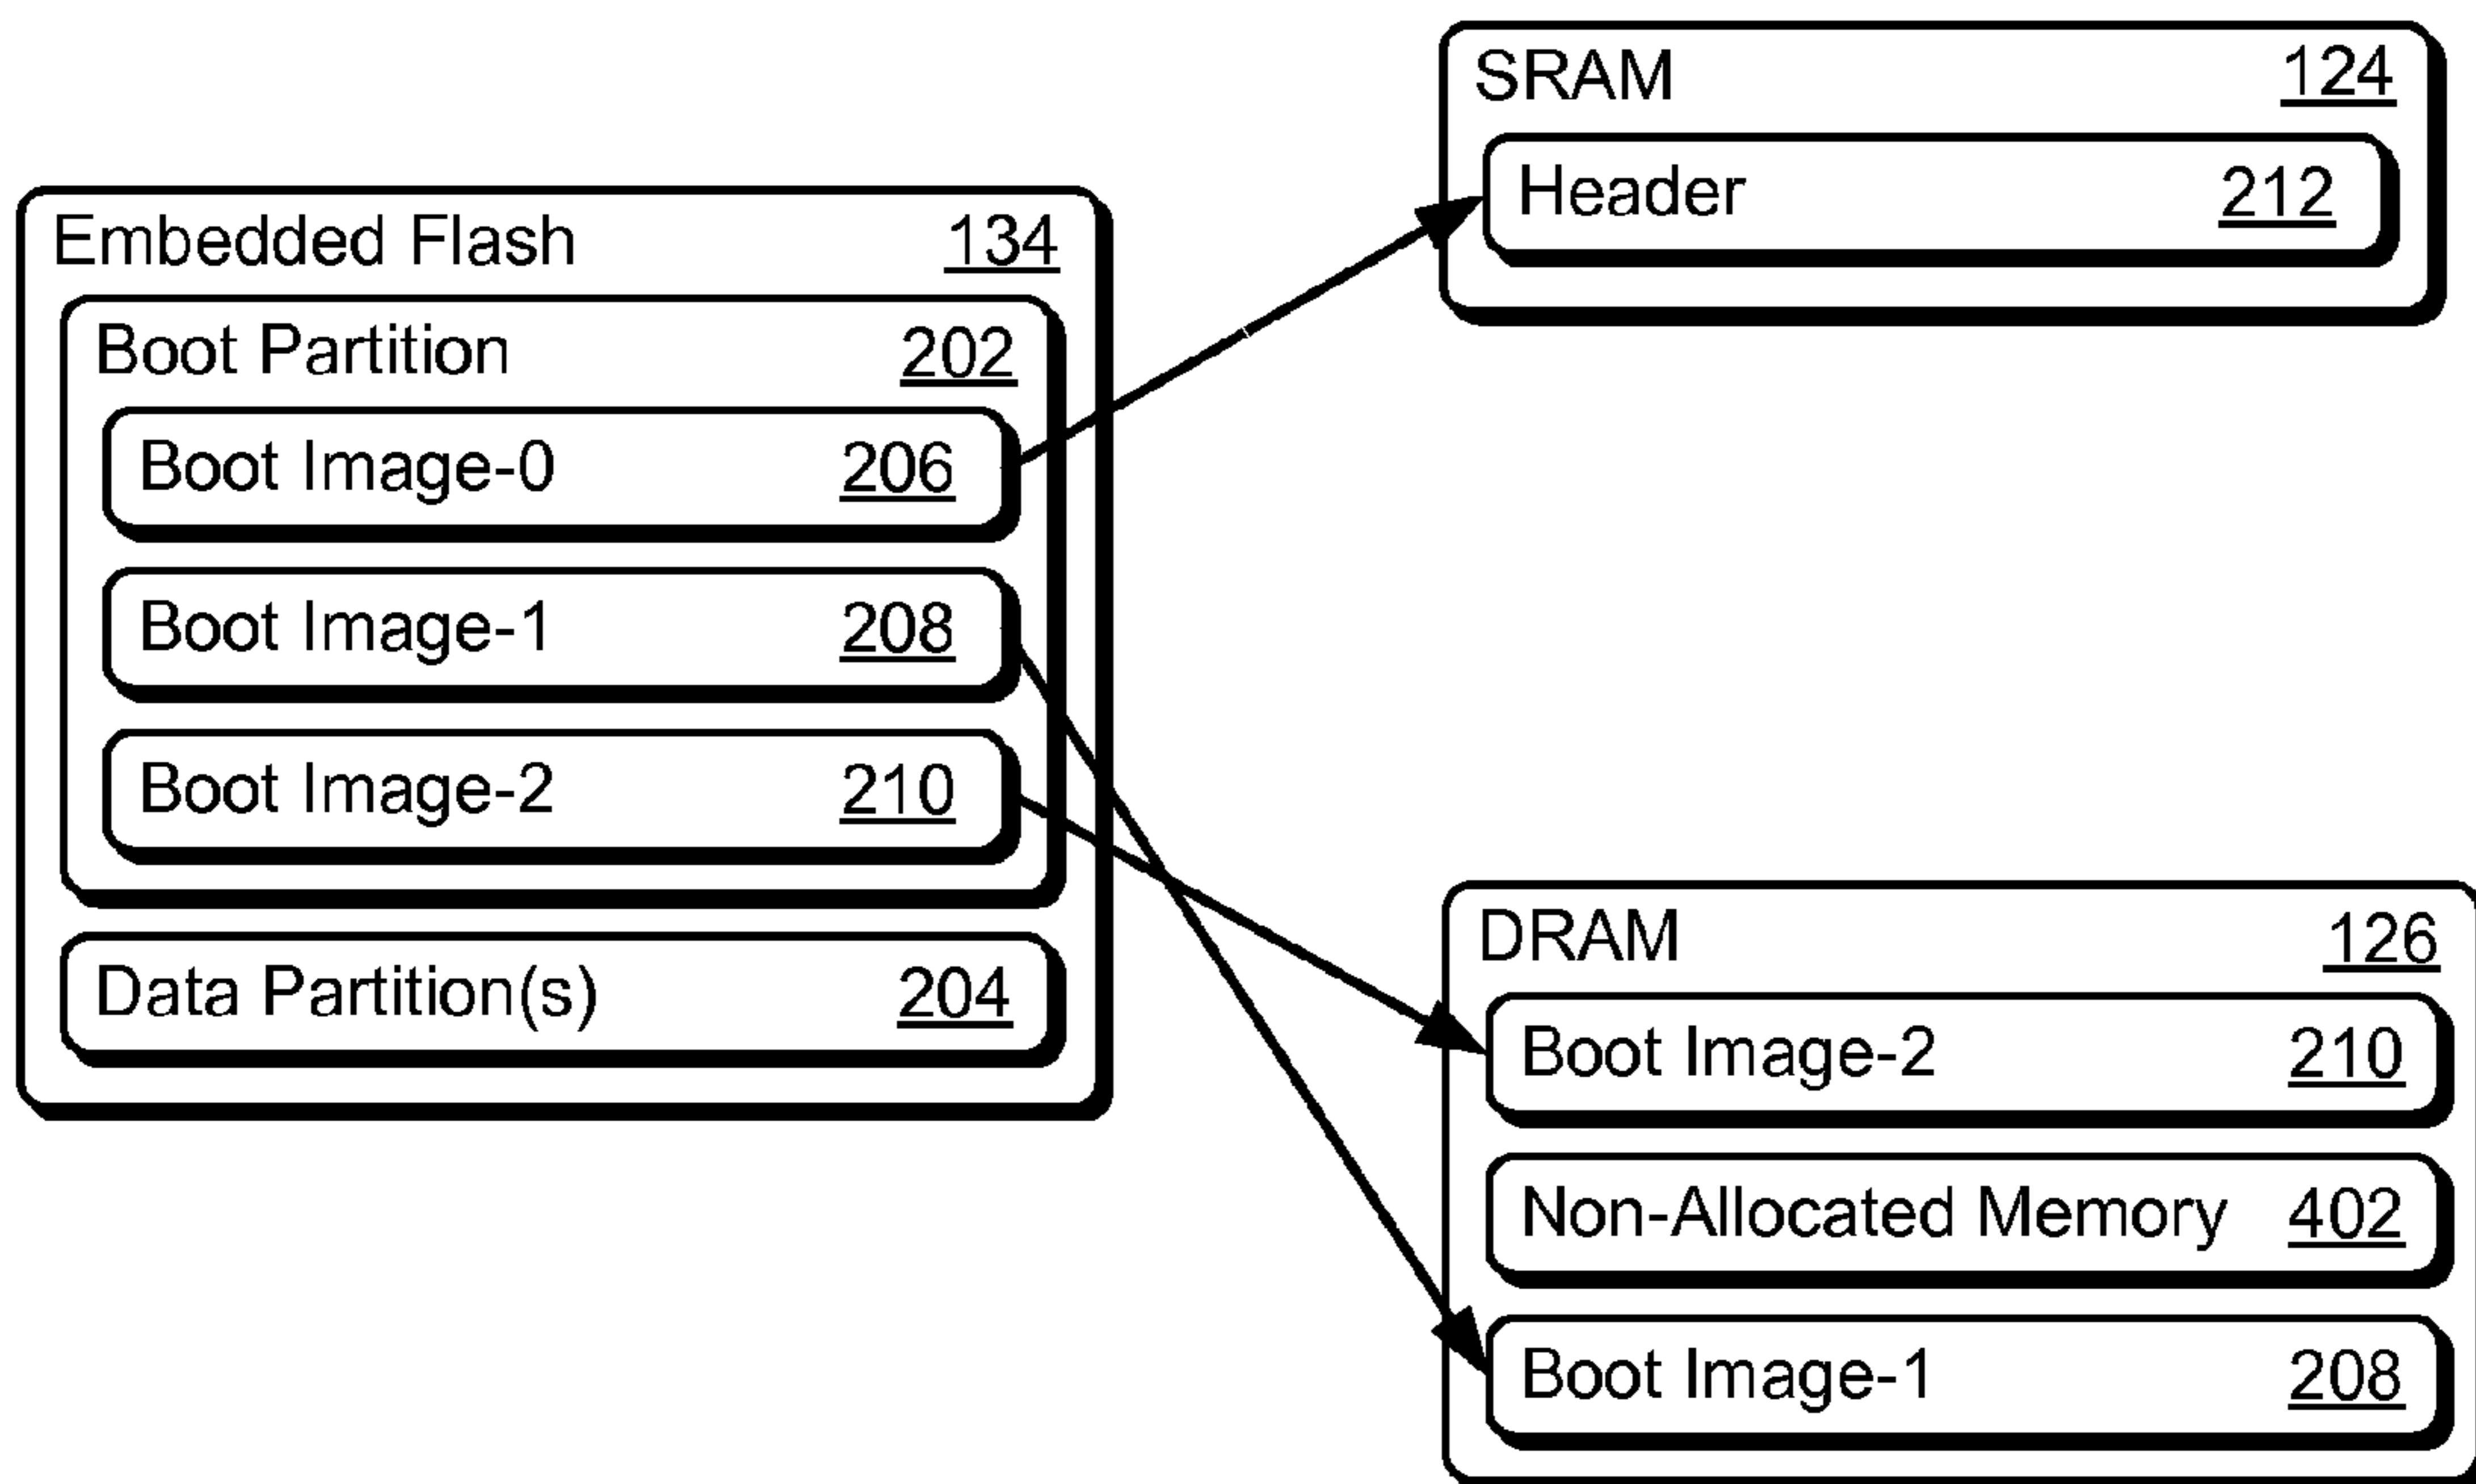 Embedded Flash 134
Boot Partition 202
Boot Image-0 206
Boot Image-1 208
Boot Image-2 210
Data Partition(s) 204
SRAM 124
Header 212
DRAM 126
Boot Image-2 210
Non-Allocated Memory 402
Boot Image-1 208